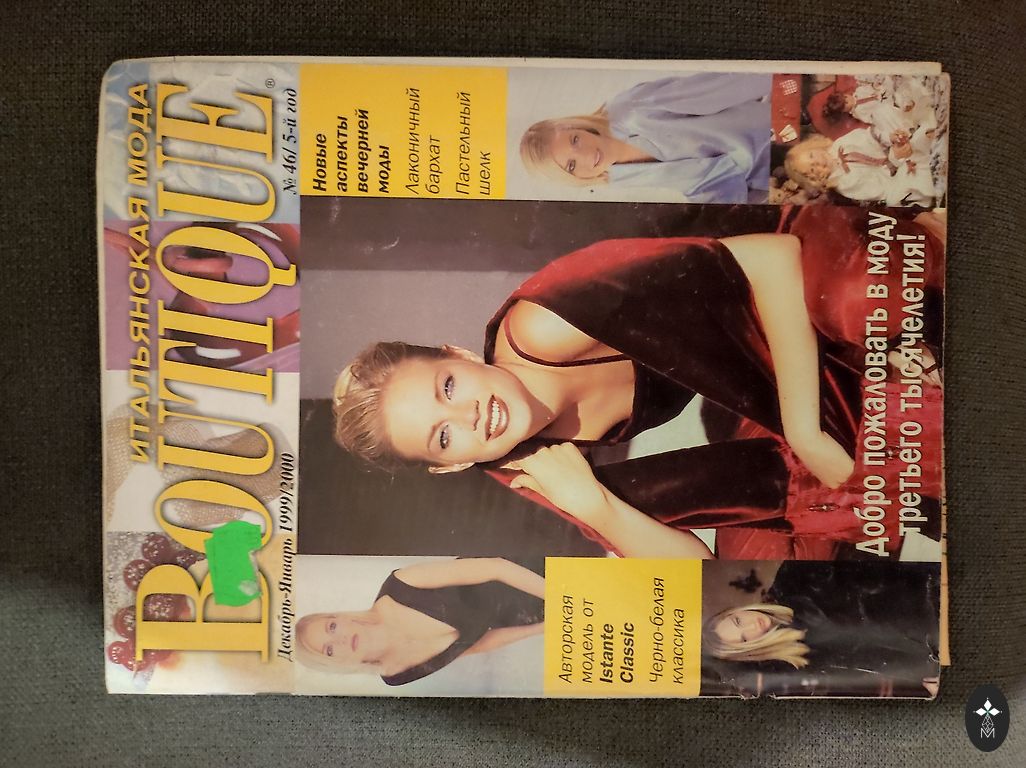 ИТАЛЬЯНСКАЯ МОДА
BOUTIQUE®
Декабрь-Январь 1999/2000
№ 46/ 5-й год
Новые
аспекты
вечерней
моды
Лаконичный
бархат
Пастельный
шелк
Авторская
модель от
Istante
Classic
Черно-белая
классика
Добро пожаловать в моду
третьего тысячелетия!
M